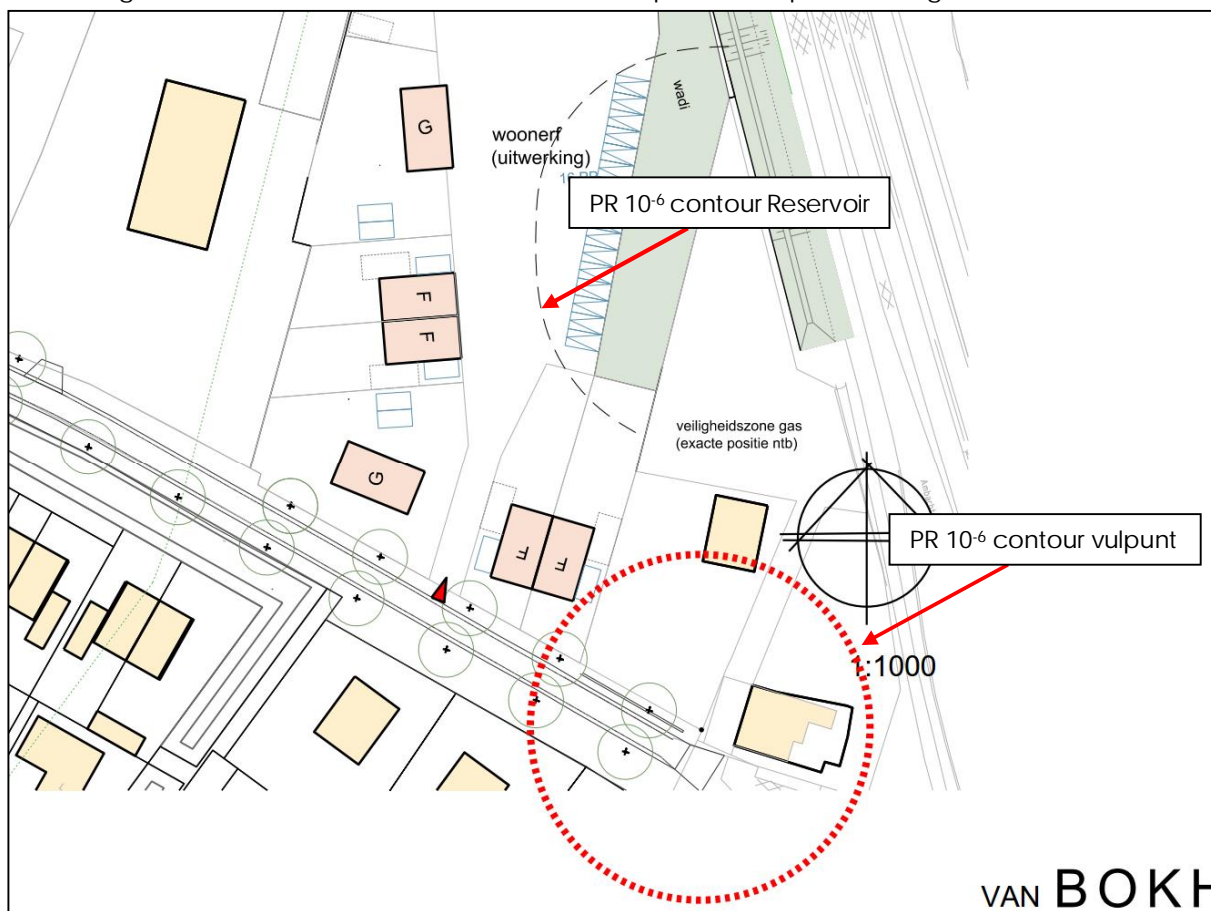 wadi
G
woonerf
(uitwerking)
PR 10⁻⁶ contour Reservoir
F
F
veiligheidszone gas
(exacte positie ntb)
G
PR 10⁻⁶ contour vulpunt
F
F
1:1000
VAN BOKH